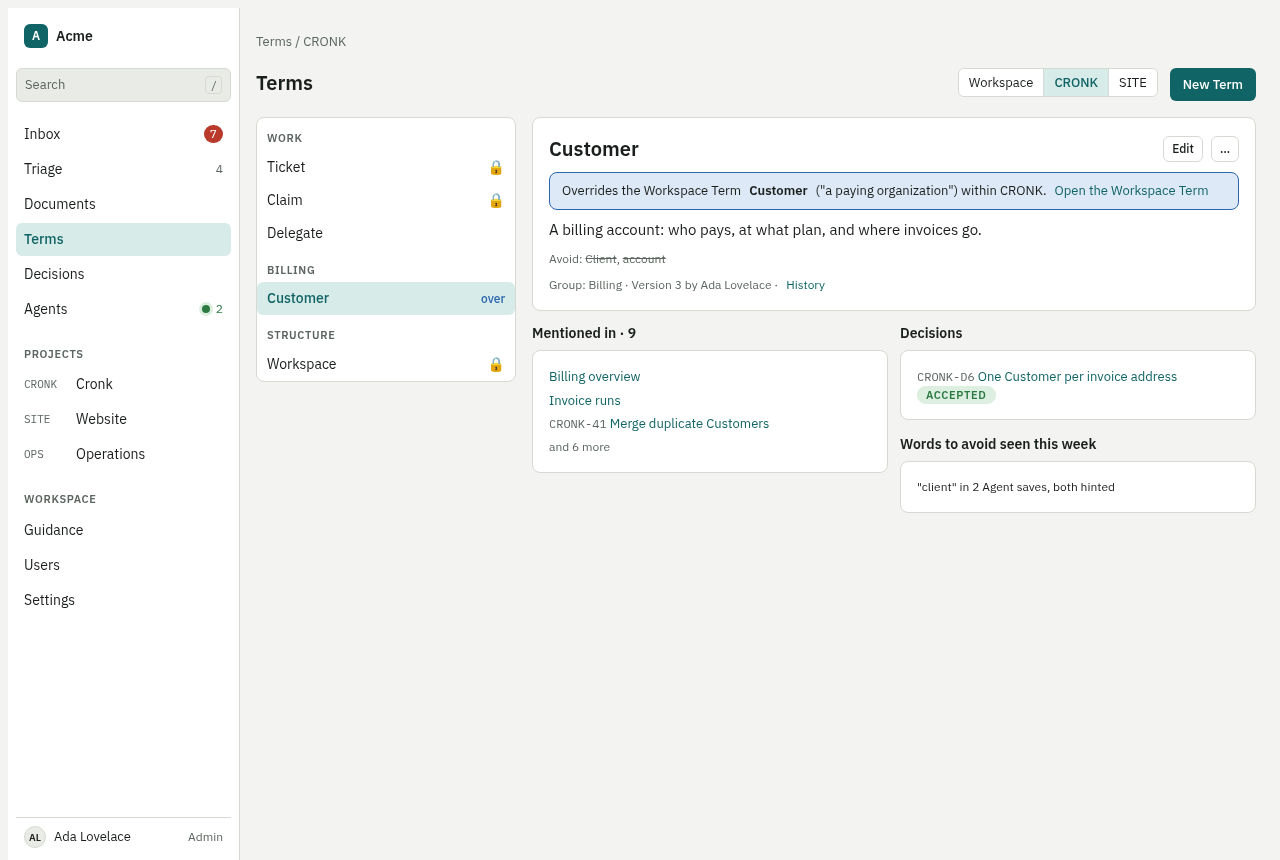 A Acme
Search /
Inbox 7
Triage 4
Documents
Terms
Decisions
Agents 2
PROJECTS
CRONK Cronk
SITE Website
OPS Operations
WORKSPACE
Guidance
Users
Settings
AL Ada Lovelace Admin
Terms / CRONK
Terms
Workspace CRONK SITE New Term
WORK
Ticket
Claim
Delegate
BILLING
Customer over
STRUCTURE
Workspace
Customer
Edit ...
Overrides the Workspace Term Customer ("a paying organization") within CRONK. Open the Workspace Term
A billing account: who pays, at what plan, and where invoices go.
Avoid: Client, account
Group: Billing · Version 3 by Ada Lovelace · History
Mentioned in · 9
Billing overview
Invoice runs
CRONK-41 Merge duplicate Customers
and 6 more
Decisions
CRONK-D6 One Customer per invoice address
ACCEPTED
Words to avoid seen this week
"client" in 2 Agent saves, both hinted